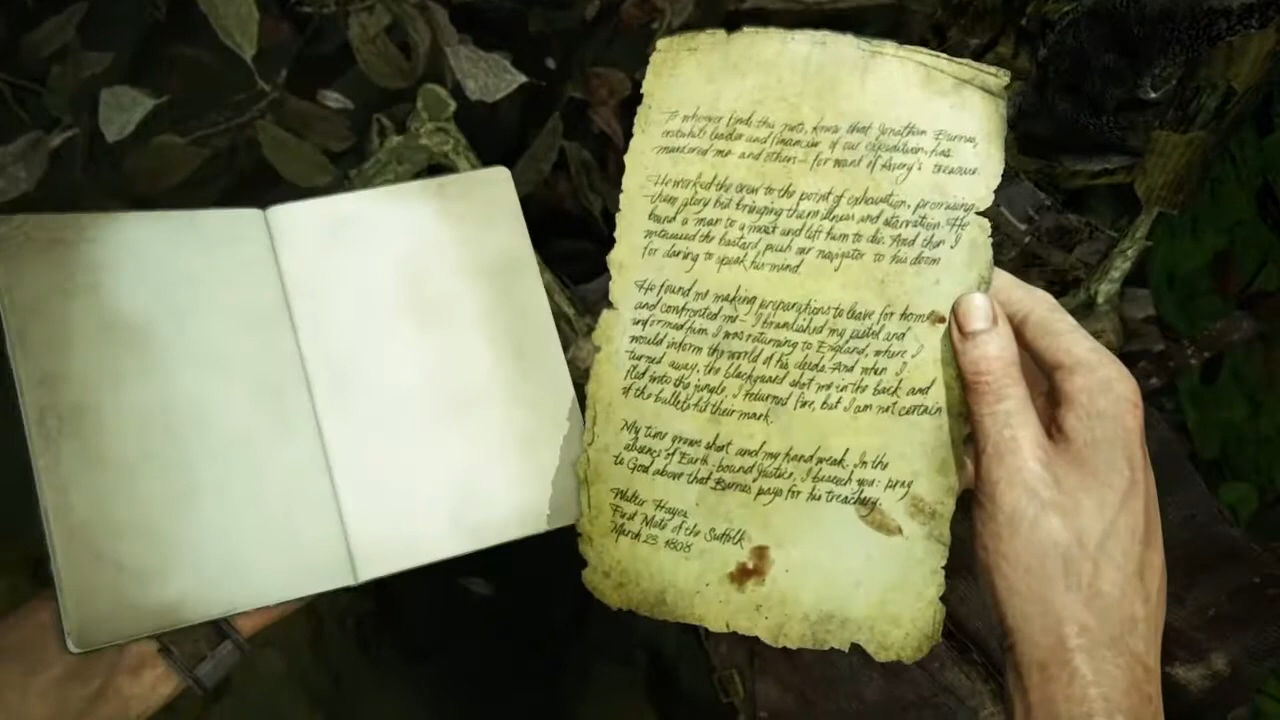 To whoever finds this note, know that Jonathan Burnes,
erstwhile leader and financier of our expedition, has
murdered me and others - for want of Avery's treasure.
He worked the crew to the point of exhaustion, promising
them glory but bringing them illness and starvation. He
bound a man to a mast and left him to die. And then I
witnessed the bastard push our navigator to his doom
for daring to speak his mind.
He found me making preparations to leave for home
and confronted me - I brandished my pistol and
informed him I was returning to England, where I
would inform the world of his deeds. And when I
turned away, the blackguard shot me in the back and
fled into the jungle. I returned fire, but I am not certain
if the bullets hit their mark.
My time grows short and my hand weak. In the
absence of Earth-bound Justice, I beseech you: pray
to God above that Burnes pays for his treachery.
Walter Hayes
First Mate of the Suffolk
March 23, 1808